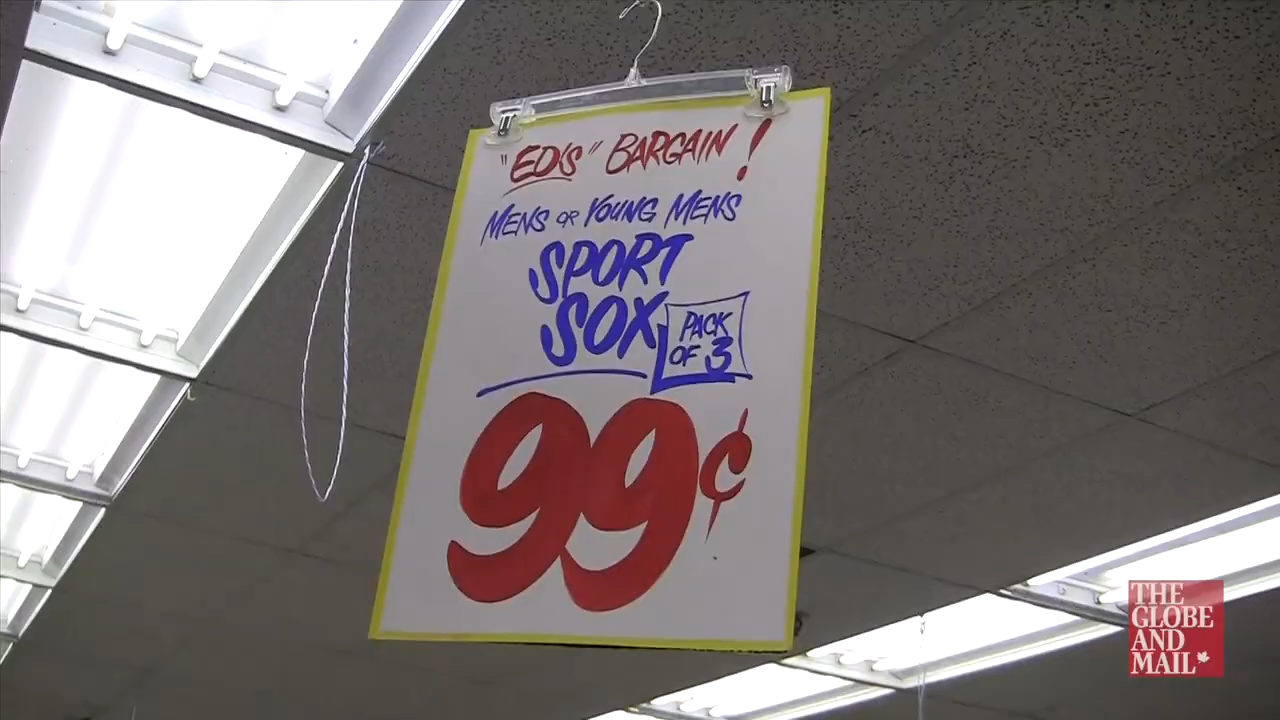 "ED'S" BARGAIN!
MENS OR YOUNG MENS
SPORT
SOX
PACK
OF 3
99¢
THE
GLOBE
AND
MAIL